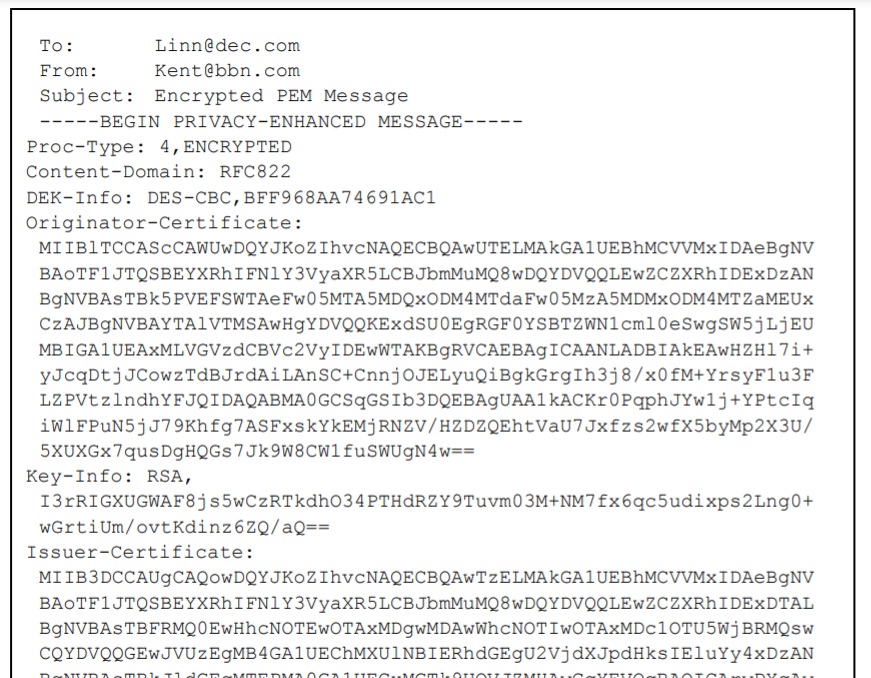 To: Linn@dec.com
From: Kent@bbn.com
Subject: Encrypted PEM Message
-----BEGIN PRIVACY-ENHANCED MESSAGE-----
Proc-Type: 4,ENCRYPTED
Content-Domain: RFC822
DEK-Info: DES-CBC,BFF968AA74691AC1
Originator-Certificate:
MIIBlTCCAScCAWUwDQYJKoZIhvcNAQECBQAwUTELMAkGA1UEBhMCVVMxIDAeBgNV
BAoTF1JTQSBEYXRhIFNlY3VyaXR5LCBJbmMuMQ8wDQYDVQQLEwZCZXRhIDExDzAN
BgNVBAsTBk5PVEFSWTAeFw05MTA5MDQxODM4MTdaFw05MzA5MDMxODM4MTZaMEUx
CzAJBgNVBAYTAlVTMSAwHgYDVQQKExdSU0EgRGF0YSBTZWN1cml0eSwgSW5jLjEU
MBIGA1UEAxMLVGVzdCBVc2VyIDEwWTAKBgRVCAEBAgICAANLADBIAkEAwHZHl7i+
yJcqDtjJCowzTdBJrdAiLAnSC+CnnjOJELyuQiBgkGrgIh3j8/x0fM+YrsyF1u3F
LZPVtzlndhYFJQIDAQABMA0GCSqGSIb3DQEBAgUAA1kACKr0PqphJYw1j+YPtcIq
iWlFPuN5jJ79Khfg7ASFxskYkEMjRNZV/HZDZQEhtVaU7Jxfzs2wfX5byMp2X3U/
5XUXGx7qusDgHQGs7Jk9W8CW1fuSWUgN4w==
Key-Info: RSA,
I3rRIGXUGWAF8js5wCzRTkdhO34PTHdRZY9Tuvm03M+NM7fx6qc5udixps2Lng0+
wGrtiUm/ovtKdinz6ZQ/aQ==
Issuer-Certificate:
MIIB3DCCAUgCAQowDQYJKoZIhvcNAQECBQAwTzELMAkGA1UEBhMCVVMxIDAeBgNV
BAoTF1JTQSBEYXRhIFNlY3VyaXR5LCBJbmMuMQ8wDQYDVQQLEwZCZXRhIDExDTAL
BgNVBAsTBFRMQ0EwHhcNOTEwOTAxMDgwMDAwWhcNOTIwOTAxMDc1OTU5WjBRMQsw
CQYDVQQGEwJVUzEgMB4GA1UEChMXUlNBIERhdGEgU2VjdXJpdHksIEluYy4xDzAN